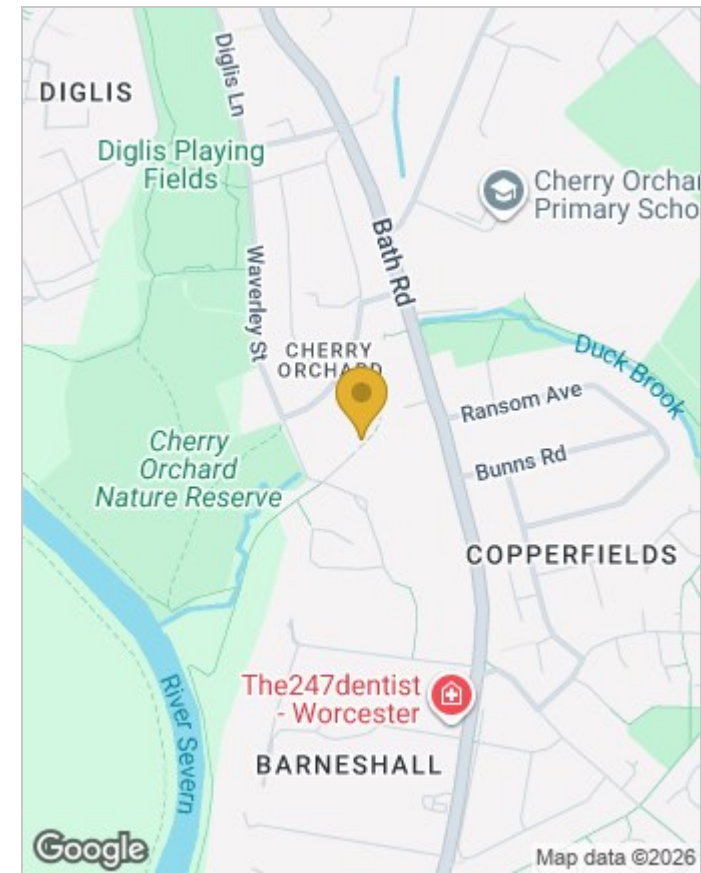 DIGLIS
Diglis Ln
Diglis Playing
Fields
Cherry Orchar
Primary Scho
Bath Rd
Waverley St
CHERRY
ORCHARD
Duck Brook
Ransom Ave
Cherry
Orchard
Nature Reserve
Bunns Rd
COPPERFIELDS
The247dentist
- Worcester
River Severn
BARNESHALL
Google
Map data ©2026